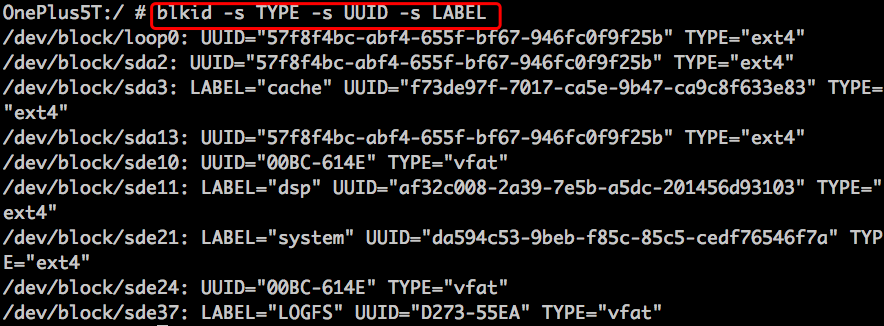 OnePlus5T:/ # blkid -s TYPE -s UUID -s LABEL
/dev/block/loop0: UUID="57f8f4bc-abf4-655f-bf67-946fc0f9f25b" TYPE="ext4"
/dev/block/sda2: UUID="57f8f4bc-abf4-655f-bf67-946fc0f9f25b" TYPE="ext4"
/dev/block/sda3: LABEL="cache" UUID="f73de97f-7017-ca5e-9b47-ca9c8f633e83" TYPE=
"ext4"
/dev/block/sda13: UUID="57f8f4bc-abf4-655f-bf67-946fc0f9f25b" TYPE="ext4"
/dev/block/sde10: UUID="00BC-614E" TYPE="vfat"
/dev/block/sde11: LABEL="dsp" UUID="af32c008-2a39-7e5b-a5dc-201456d93103" TYPE="
ext4"
/dev/block/sde21: LABEL="system" UUID="da594c53-9beb-f85c-85c5-cedf76546f7a" TYP
E="ext4"
/dev/block/sde24: UUID="00BC-614E" TYPE="vfat"
/dev/block/sde37: LABEL="LOGFS" UUID="D273-55EA" TYPE="vfat"